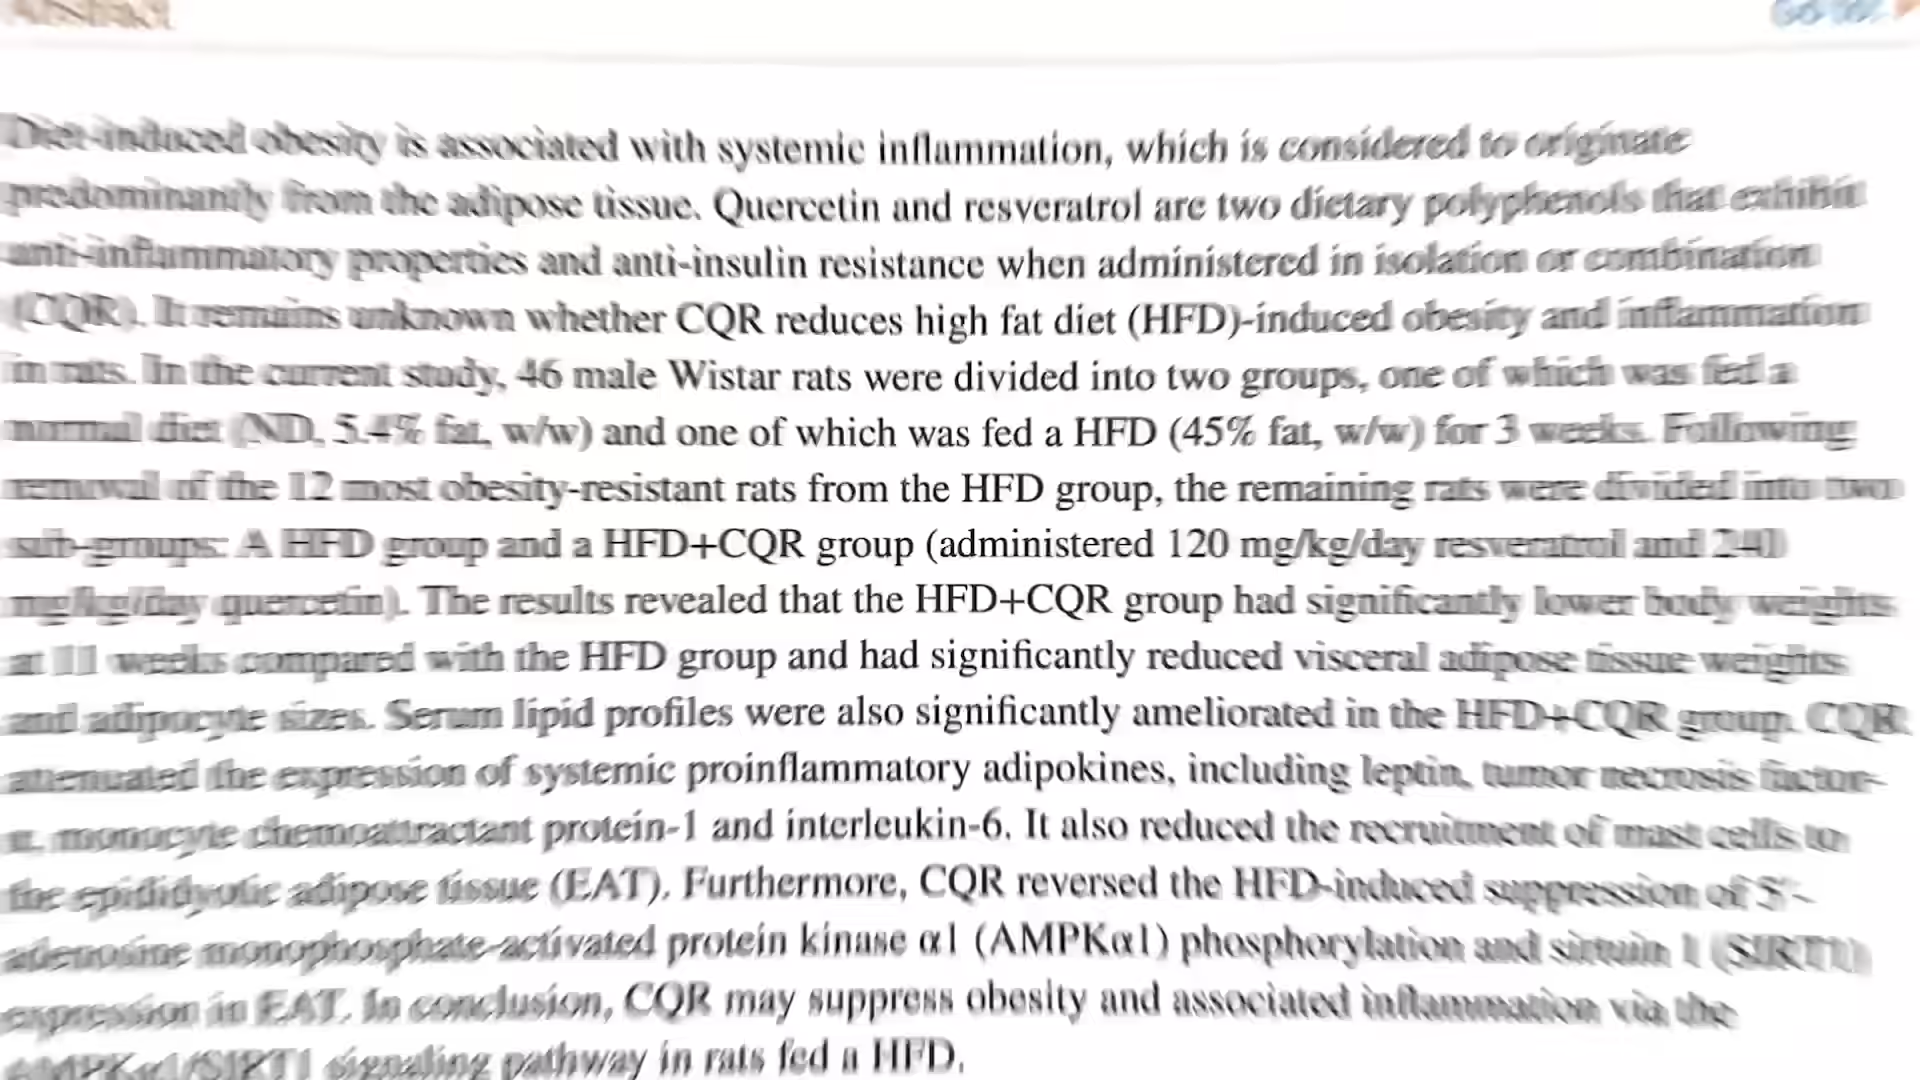 Abstract
Go to:
Diet-induced obesity is associated with systemic inflammation, which is considered to originate
predominantly from the adipose tissue. Quercetin and resveratrol are two dietary polyphenols that exhibit
anti-inflammatory properties and anti-insulin resistance when administered in isolation or combination
(CQR). It remains unknown whether CQR reduces high fat diet (HFD)-induced obesity and inflammation
in rats. In the current study, 46 male Wistar rats were divided into two groups, one of which was fed a
normal diet (ND, 5.4% fat, w/w) and one of which was fed a HFD (45% fat, w/w) for 3 weeks. Following
removal of the 12 most obesity-resistant rats from the HFD group, the remaining rats were divided into two
sub-groups: A HFD group and a HFD+CQR group (administered 120 mg/kg/day resveratrol and 240
mg/kg/day quercetin). The results revealed that the HFD+CQR group had significantly lower body weights
at 11 weeks compared with the HFD group and had significantly reduced visceral adipose tissue weights
and adipocyte sizes. Serum lipid profiles were also significantly ameliorated in the HFD+CQR group. CQR
attenuated the expression of systemic proinflammatory adipokines, including leptin, tumor necrosis factor-
α, monocyte chemoattractant protein-1 and interleukin-6. It also reduced the recruitment of mast cells to
the epididyotic adipose tissue (EAT). Furthermore, CQR reversed the HFD-induced suppression of 5'-
adenosine monophosphate-activated protein kinase α1 (AMPKα1) phosphorylation and sirtuin 1 (SIRT1)
expression in EAT. In conclusion, CQR may suppress obesity and associated inflammation via the
AMPKα1/SIRT1 signaling pathway in rats fed a HFD.